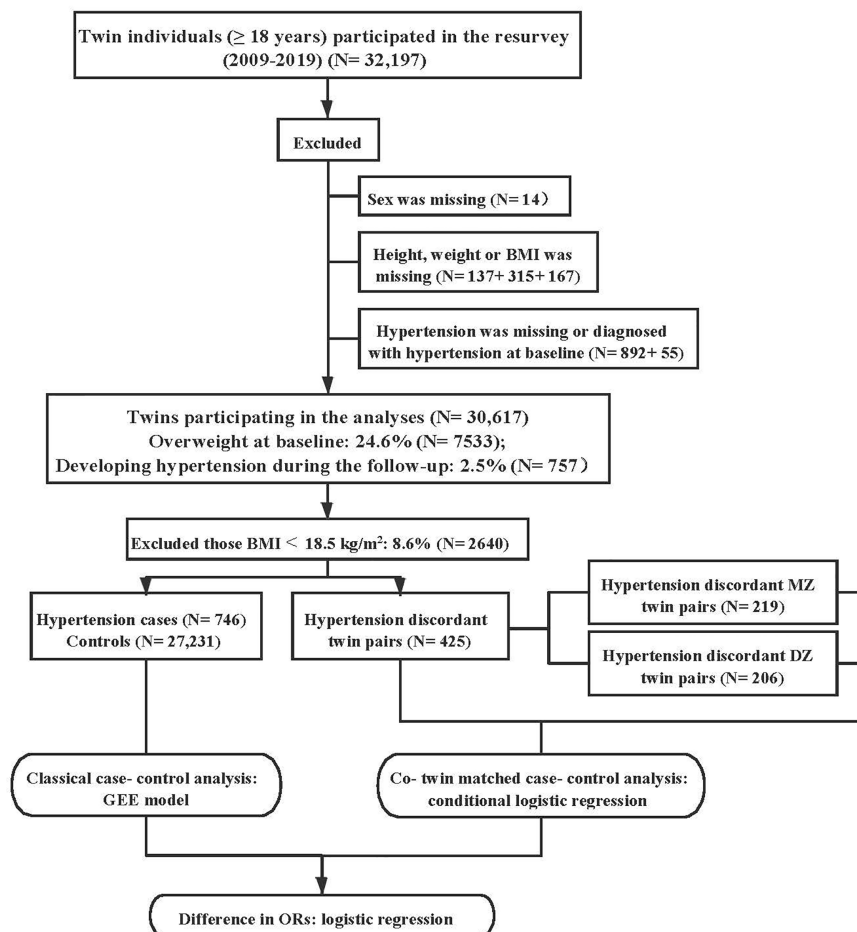 Twin individuals (≥ 18 years) participated in the resurvey
(2009-2019) (N= 32,197)
Excluded
Sex was missing (N= 14）
Height, weight or BMI was
missing (N= 137+ 315+ 167)
Hypertension was missing or diagnosed
with hypertension at baseline (N= 892+ 55)
Twins participating in the analyses (N= 30,617)
Overweight at baseline: 24.6% (N= 7533);
Developing hypertension during the follow-up: 2.5% (N= 757）
Excluded those BMI < 18.5 kg/m²: 8.6% (N= 2640)
Hypertension cases (N= 746)
Controls (N= 27,231)
Hypertension discordant
twin pairs (N= 425)
Hypertension discordant MZ
twin pairs (N= 219)
Hypertension discordant DZ
twin pairs (N= 206)
Classical case- control analysis:
GEE model
Co- twin matched case- control analysis:
conditional logistic regression
Difference in ORs: logistic regression